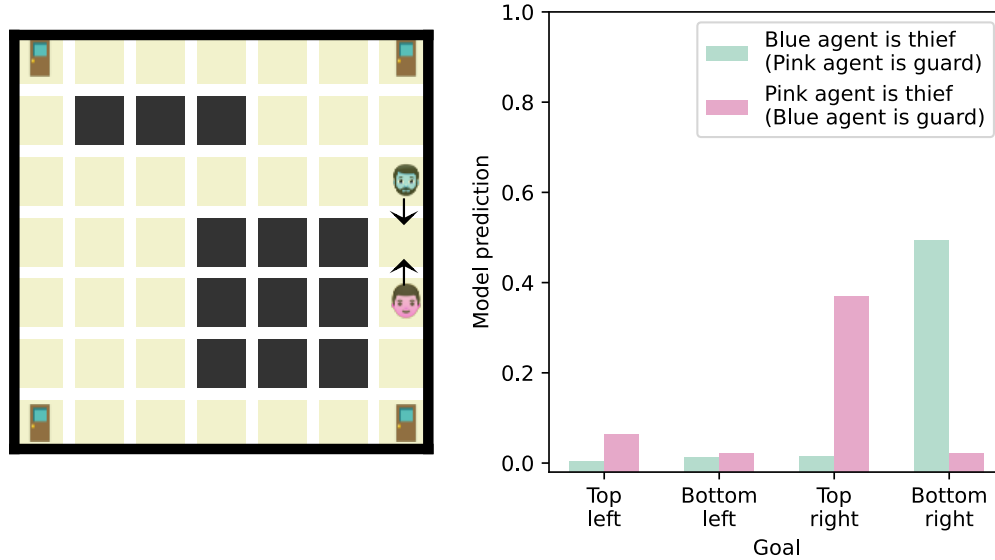 1.0
0.8
0.6
0.4
0.2
0.0
Model prediction
Blue agent is thief
(Pink agent is guard)
Pink agent is thief
(Blue agent is guard)
Top
left
Bottom
left
Top
right
Bottom
right
Goal